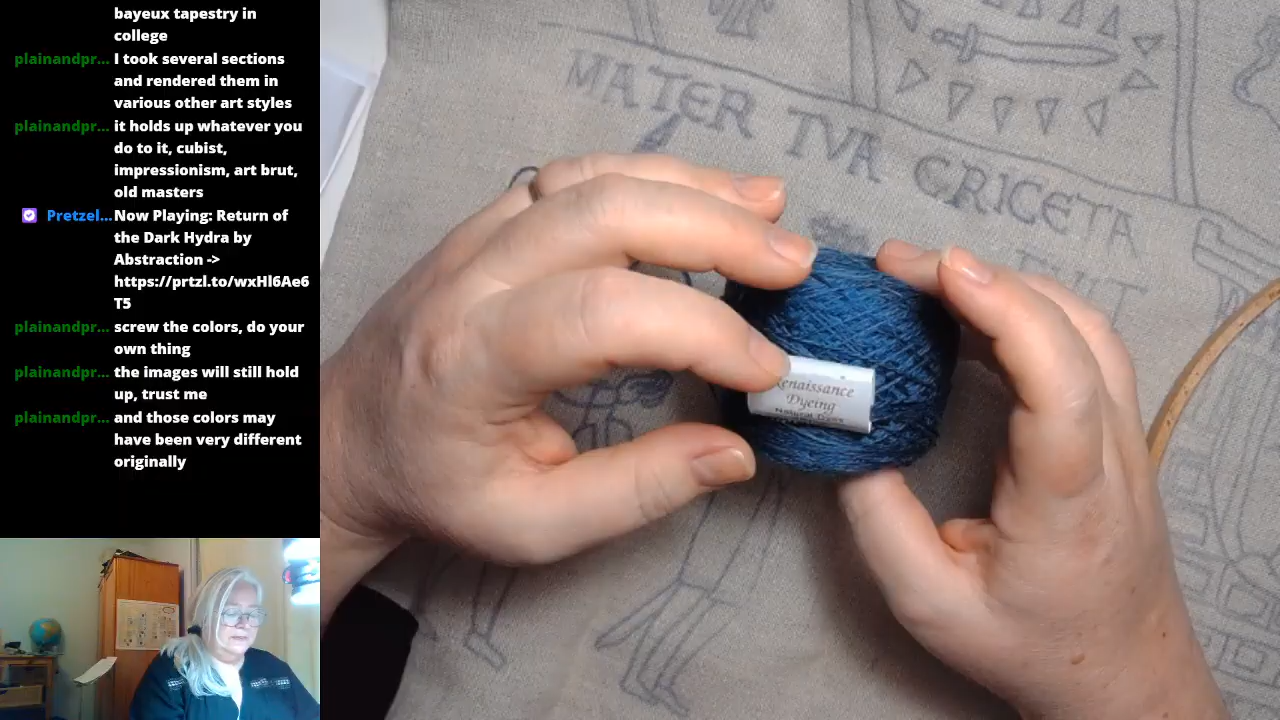 bayeux tapestry in
college
plainandpr... I took several sections
and rendered them in
various other art styles
plainandpr... it holds up whatever you
do to it, cubist,
impressionism, art brut,
old masters
Pretzel... Now Playing: Return of
the Dark Hydra by
Abstraction ->
https://prtzl.to/wxHl6Ae6
T5
plainandpr... screw the colors, do your
own thing
plainandpr... the images will still hold
up, trust me
plainandpr... and those colors may
have been very different
originally
MATER TVA CRICETA
Renaissance
Dyeing
Natural Dyes